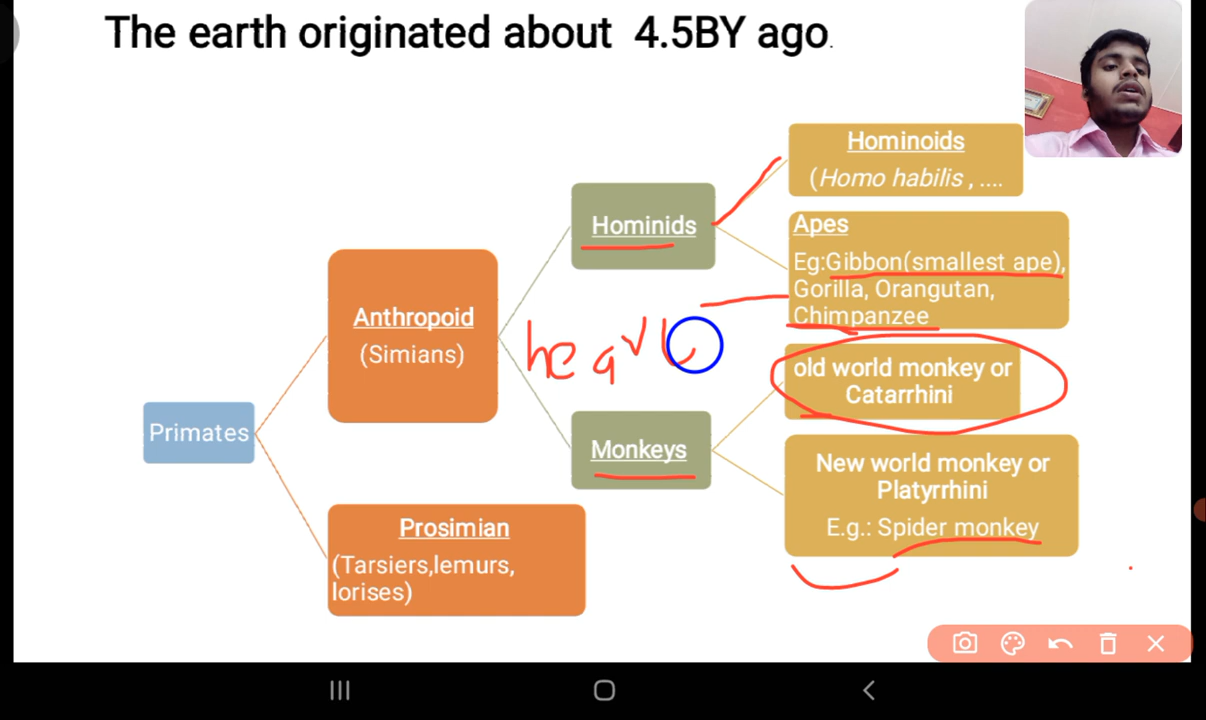 The earth originated about 4.5BY ago.
Hominoids
(Homo habilis , ....
Hominids
Apes
Eg:Gibbon(smallest ape),
Gorilla, Orangutan,
Chimpanzee
Anthropoid
(Simians)
old world monkey or
Catarrhini
Primates
Monkeys
New world monkey or
Platyrrhini
E.g.: Spider monkey
Prosimian
(Tarsiers,lemurs,
lorises)